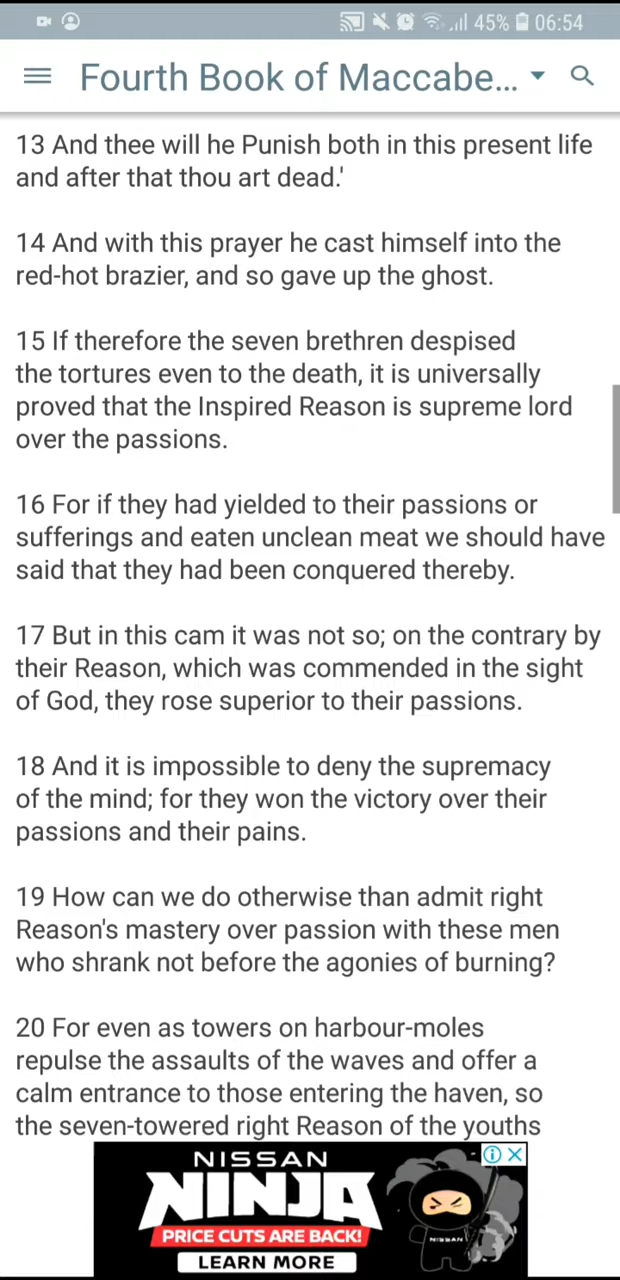 45% 06:54
Fourth Book of Maccabe...
13 And thee will he Punish both in this present life
and after that thou art dead.'
14 And with this prayer he cast himself into the
red-hot brazier, and so gave up the ghost.
15 If therefore the seven brethren despised
the tortures even to the death, it is universally
proved that the Inspired Reason is supreme lord
over the passions.
16 For if they had yielded to their passions or
sufferings and eaten unclean meat we should have
said that they had been conquered thereby.
17 But in this cam it was not so; on the contrary by
their Reason, which was commended in the sight
of God, they rose superior to their passions.
18 And it is impossible to deny the supremacy
of the mind; for they won the victory over their
passions and their pains.
19 How can we do otherwise than admit right
Reason's mastery over passion with these men
who shrank not before the agonies of burning?
20 For even as towers on harbour-moles
repulse the assaults of the waves and offer a
calm entrance to those entering the haven, so
the seven-towered right Reason of the youths
NISSAN
NINJA
PRICE CUTS ARE BACK!
LEARN MORE
NISSAN